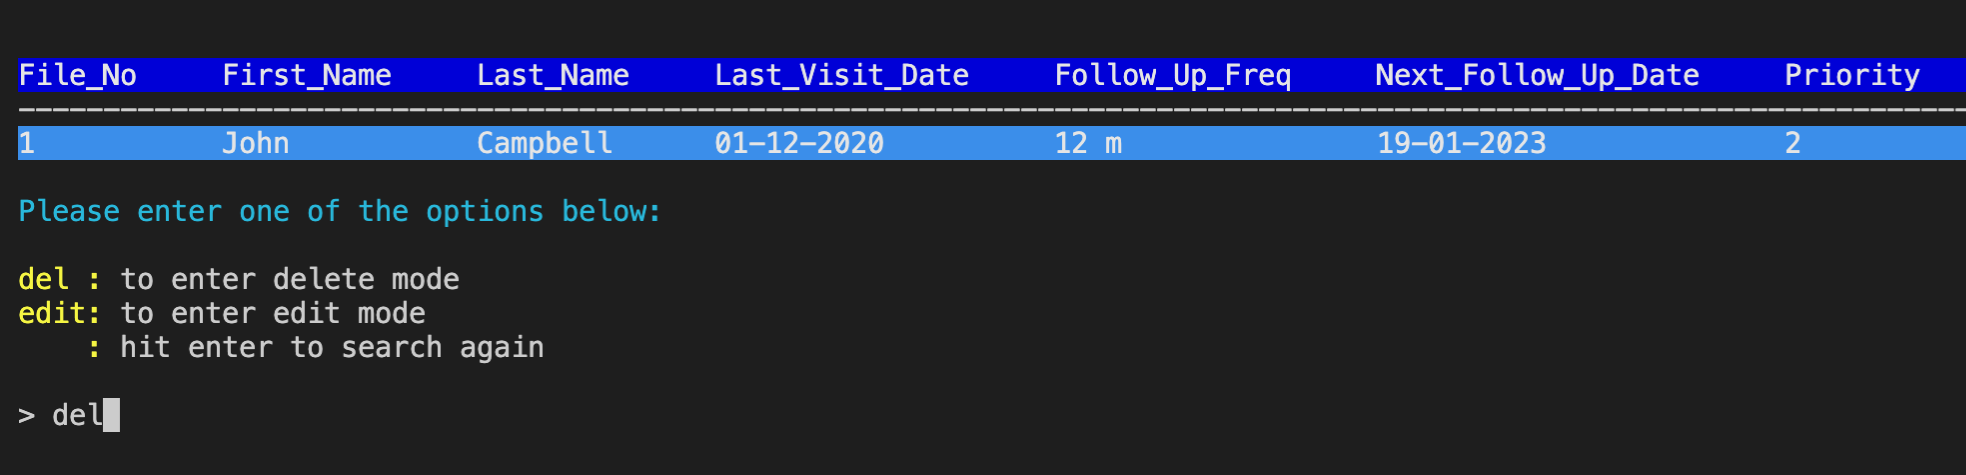 File_No First_Name Last_Name Last_Visit_Date Follow_Up_Freq Next_Follow_Up_Date Priority
1 John Campbell 01-12-2020 12 m 19-01-2023 2
Please enter one of the options below:
del : to enter delete mode
edit: to enter edit mode
: hit enter to search again
> del